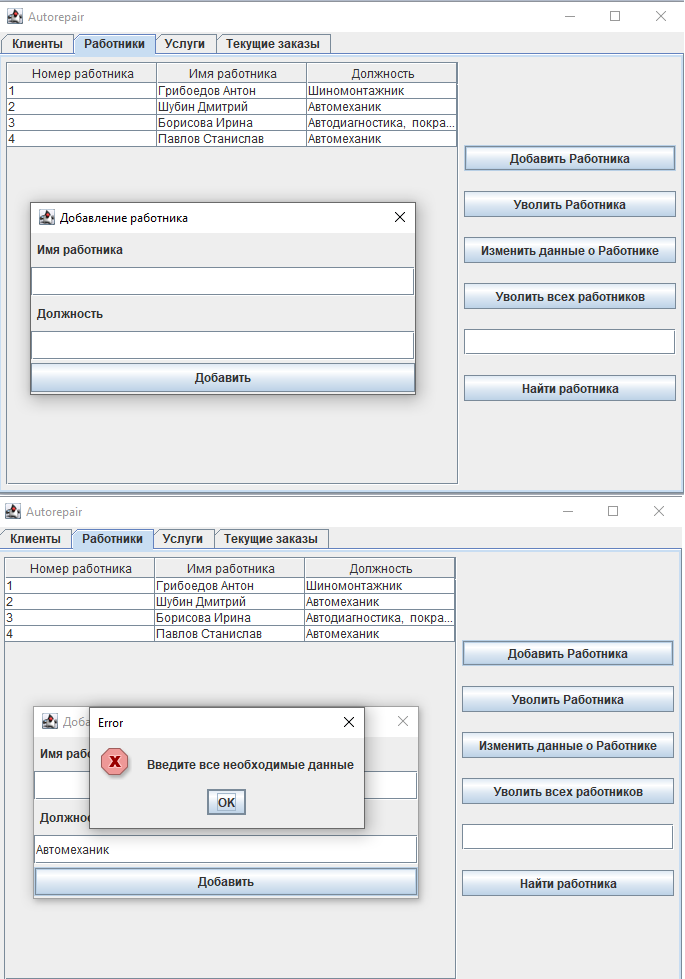 Autorepair
Клиенты Работники Услуги Текущие заказы
Номер работника Имя работника Должность
1 Грибоедов Антон Шиномонтажник
2 Шубин Дмитрий Автомеханик
3 Борисова Ирина Автодиагностика, покра...
4 Павлов Станислав Автомеханик
Добавить Работника
Уволить Работника
Изменить данные о Работнике
Уволить всех работников
Найти работника
Добавление работника
Имя работника
Должность
Добавить
Autorepair
Клиенты Работники Услуги Текущие заказы
Номер работника Имя работника Должность
1 Грибоедов Антон Шиномонтажник
2 Шубин Дмитрий Автомеханик
3 Борисова Ирина Автодиагностика, покра...
4 Павлов Станислав Автомеханик
Добавить Работника
Уволить Работника
Изменить данные о Работнике
Уволить всех работников
Найти работника
Доба
Error
Имя рабо
Введите все необходимые данные
OK
Должнос
Автомеханик
Добавить